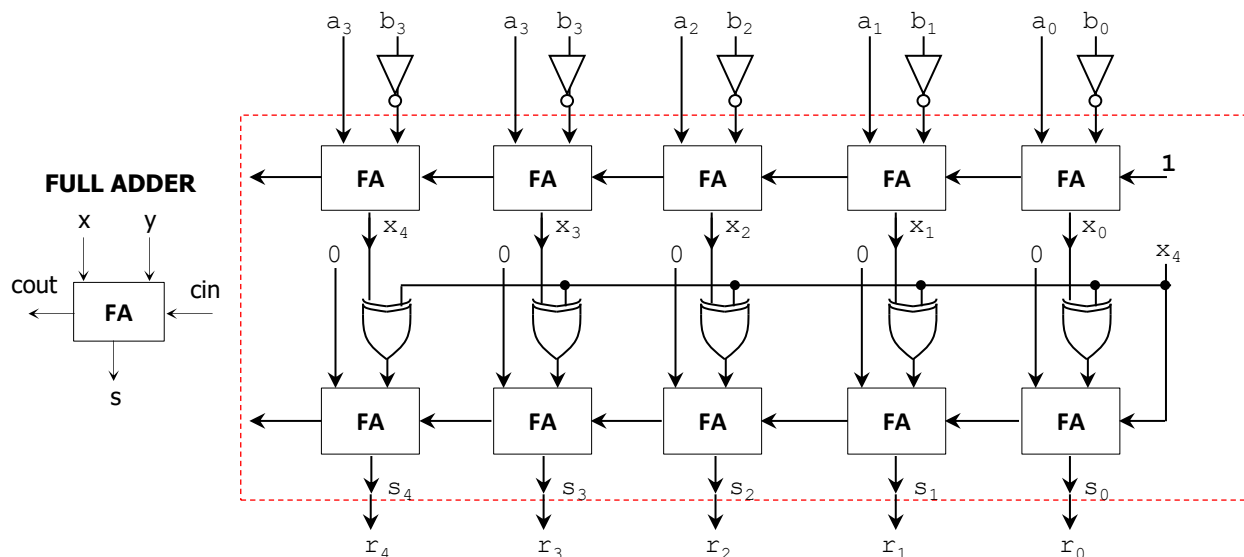 a₃ b₃ a₃ b₃ a₂ b₂ a₁ b₁ a₀ b₀
FA FA FA FA FA 1
FULL ADDER
x y
x₄ x₃ x₂ x₁ x₀
0 0 0 0 0 x₄
cout FA cin
s
FA FA FA FA FA
s₄ s₃ s₂ s₁ s₀
r₄ r₃ r₂ r₁ r₀